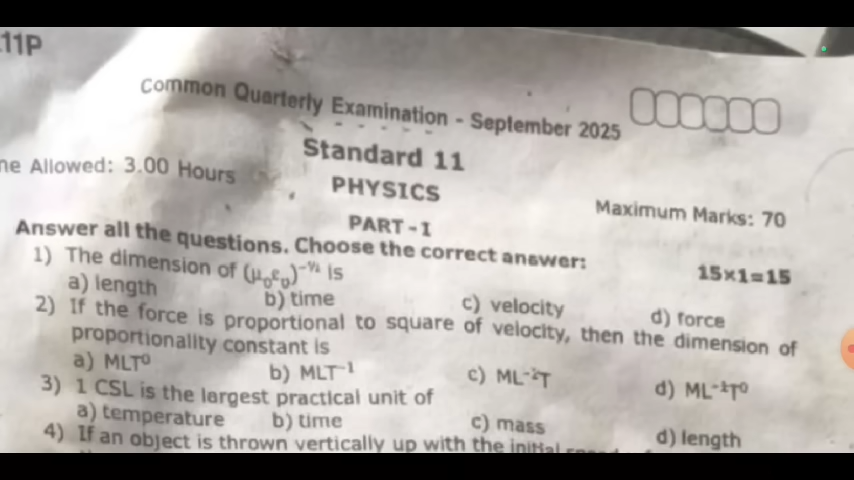 11P
Common Quarterly Examination - September 2025
Standard 11
Allowed: 3.00 Hours
PHYSICS
Maximum Marks: 70
PART - I
Answer all the questions. Choose the correct answer:
15×1=15
1) The dimension of (μ₀ε₀)⁻¹ᐟ² is
a) length b) time c) velocity d) force
2) If the force is proportional to square of velocity, then the dimension of
proportionality constant is
a) MLT⁰ b) MLT⁻¹ c) ML⁻²T d) ML⁻¹T⁰
3) 1 CSL is the largest practical unit of
a) temperature b) time c) mass d) length
4) If an object is thrown vertically up with the initial